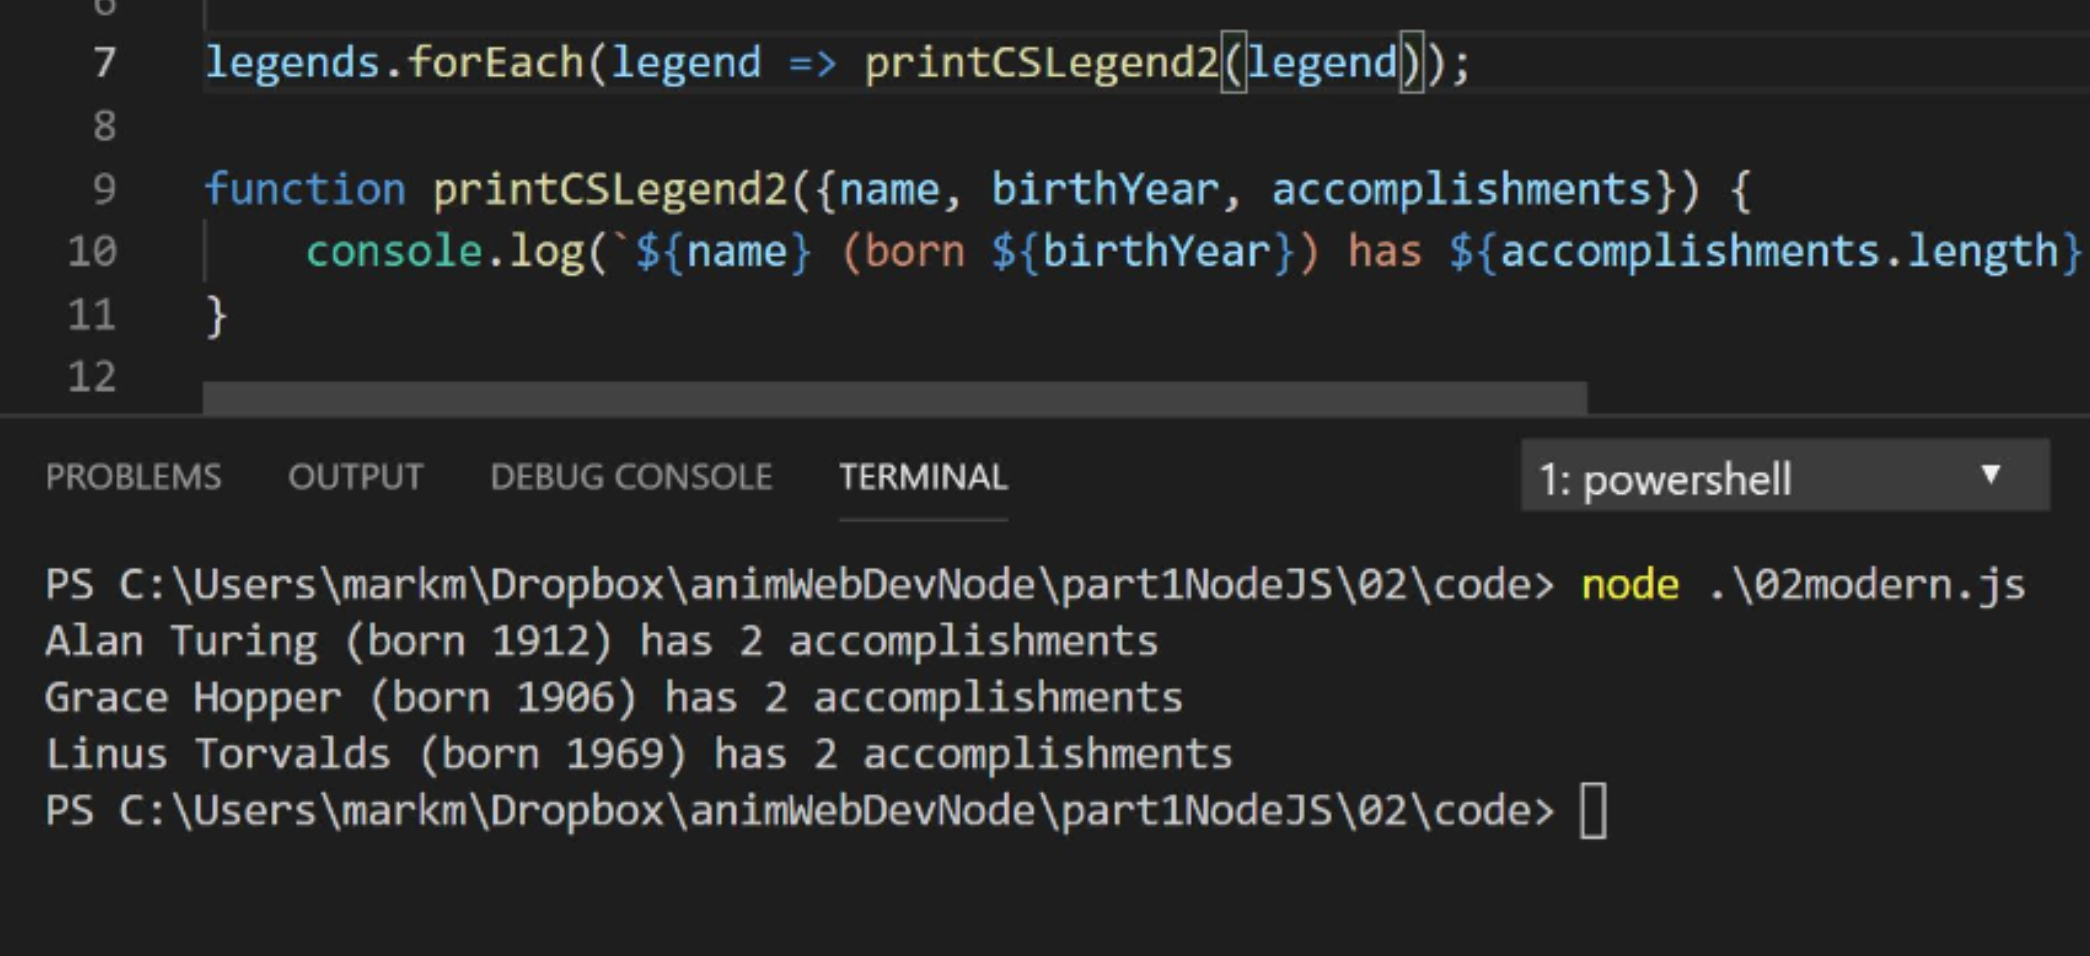 6
7 legends.forEach(legend => printCSLegend2(legend));
8
9 function printCSLegend2({name, birthYear, accomplishments}) {
10     console.log(`${name} (born ${birthYear}) has ${accomplishments.length}
11 }
12
PROBLEMS OUTPUT DEBUG CONSOLE TERMINAL 1: powershell
PS C:\Users\markm\Dropbox\animWebDevNode\part1NodeJS\02\code> node .\02modern.js
Alan Turing (born 1912) has 2 accomplishments
Grace Hopper (born 1906) has 2 accomplishments
Linus Torvalds (born 1969) has 2 accomplishments
PS C:\Users\markm\Dropbox\animWebDevNode\part1NodeJS\02\code>